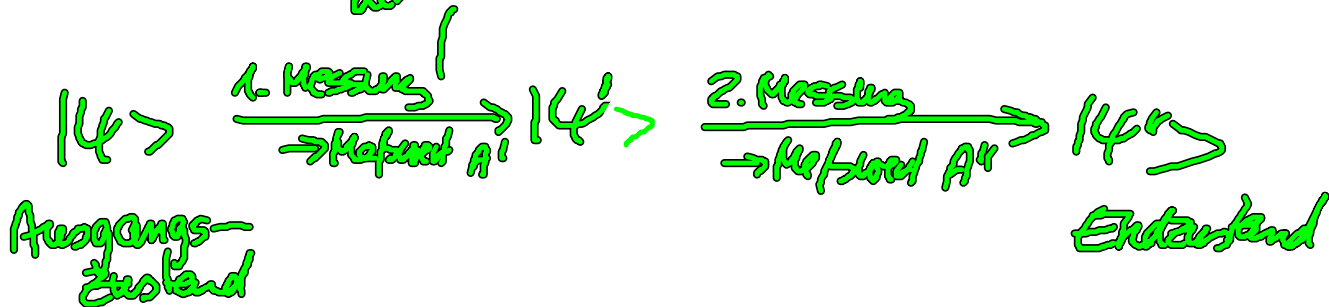 1. Messung
2. Messung
|ψ> → |ψ'> → |ψ''>
→ Meßwert A'
→ Meßwert A''
Ausgangs-
zustand
Endzustand